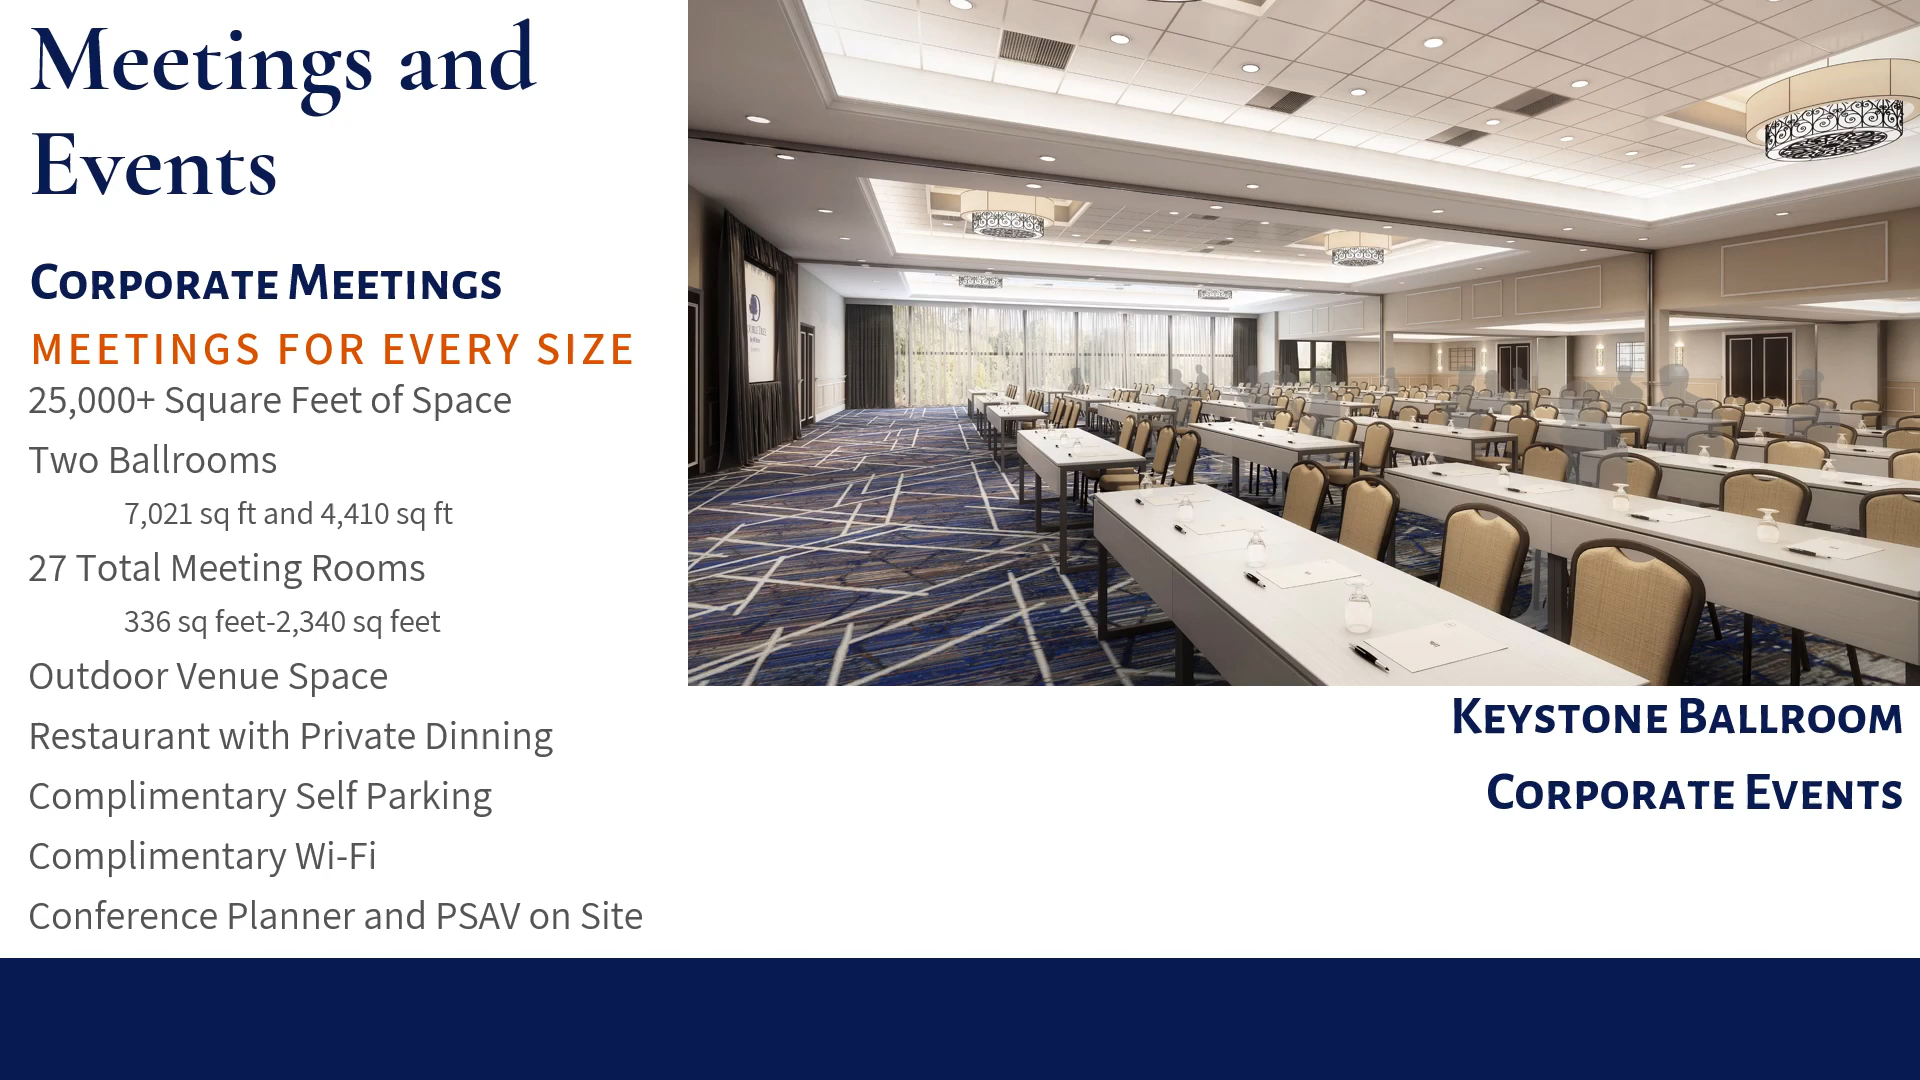 Meetings and
Events
Corporate Meetings
MEETINGS FOR EVERY SIZE
25,000+ Square Feet of Space
Two Ballrooms
7,021 sq ft and 4,410 sq ft
27 Total Meeting Rooms
336 sq feet-2,340 sq feet
Outdoor Venue Space
Restaurant with Private Dinning
Complimentary Self Parking
Complimentary Wi-Fi
Conference Planner and PSAV on Site
Keystone Ballroom
Corporate Events